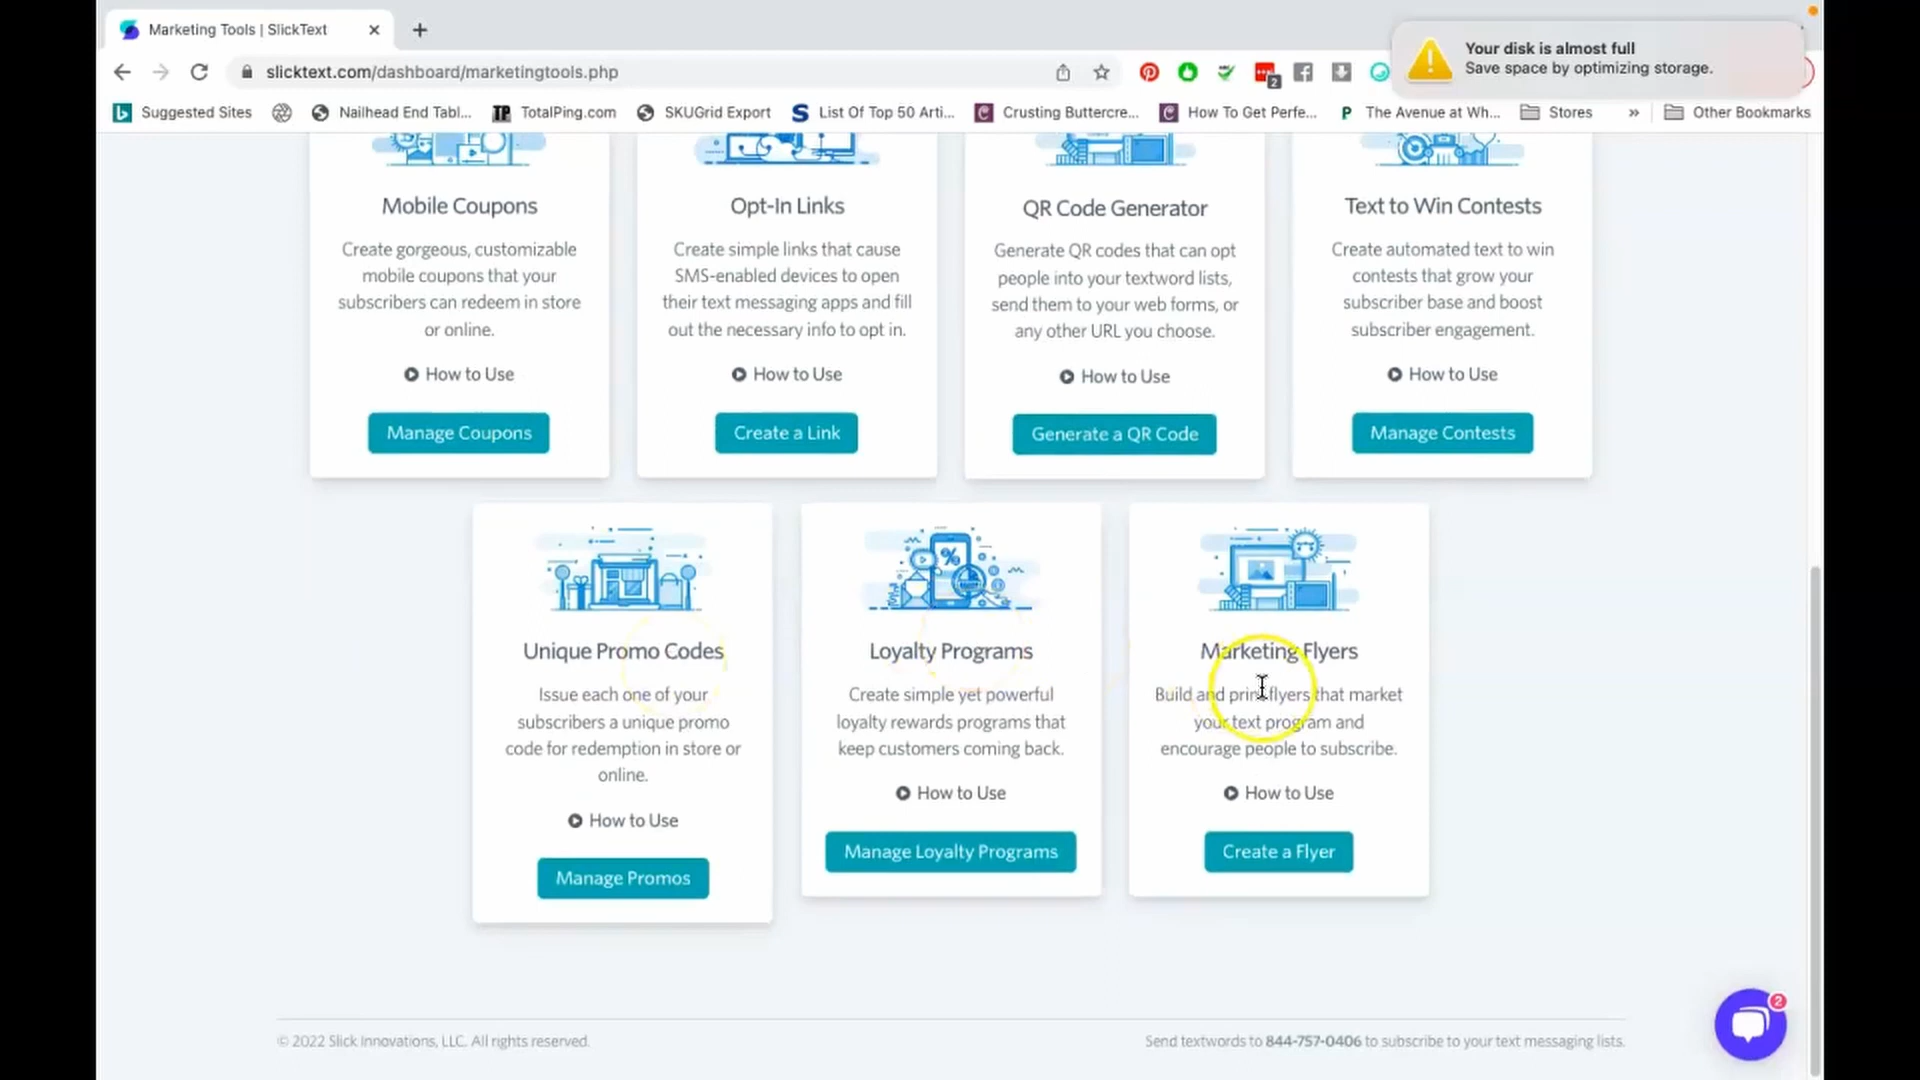 Marketing Tools | SlickText
Your disk is almost full
Save space by optimizing storage.
slicktext.com/dashboard/marketingtools.php
2
Suggested Sites
Nailhead End Tabl...
TP
TotalPing.com
SKUGrid Export
List Of Top 50 Arti...
Crusting Buttercre...
How To Get Perfe...
The Avenue at Wh...
Stores
»
Other Bookmarks
Mobile Coupons
Create gorgeous, customizable
mobile coupons that your
subscribers can redeem in store
or online.
How to Use
Manage Coupons
Opt-In Links
Create simple links that cause
SMS-enabled devices to open
their text messaging apps and fill
out the necessary info to opt in.
How to Use
Create a Link
QR Code Generator
Generate QR codes that can opt
people into your textword lists,
send them to your web forms, or
any other URL you choose.
How to Use
Generate a QR Code
Text to Win Contests
Create automated text to win
contests that grow your
subscriber base and boost
subscriber engagement.
How to Use
Manage Contests
Unique Promo Codes
Issue each one of your
subscribers a unique promo
code for redemption in store or
online.
How to Use
Manage Promos
%
Loyalty Programs
Create simple yet powerful
loyalty rewards programs that
keep customers coming back.
How to Use
Manage Loyalty Programs
Marketing Flyers
Build and print flyers that market
your text program and
encourage people to subscribe.
How to Use
Create a Flyer
© 2022 Slick Innovations, LLC. All rights reserved.
Send textwords to 844-757-0406 to subscribe to your text messaging lists.
2